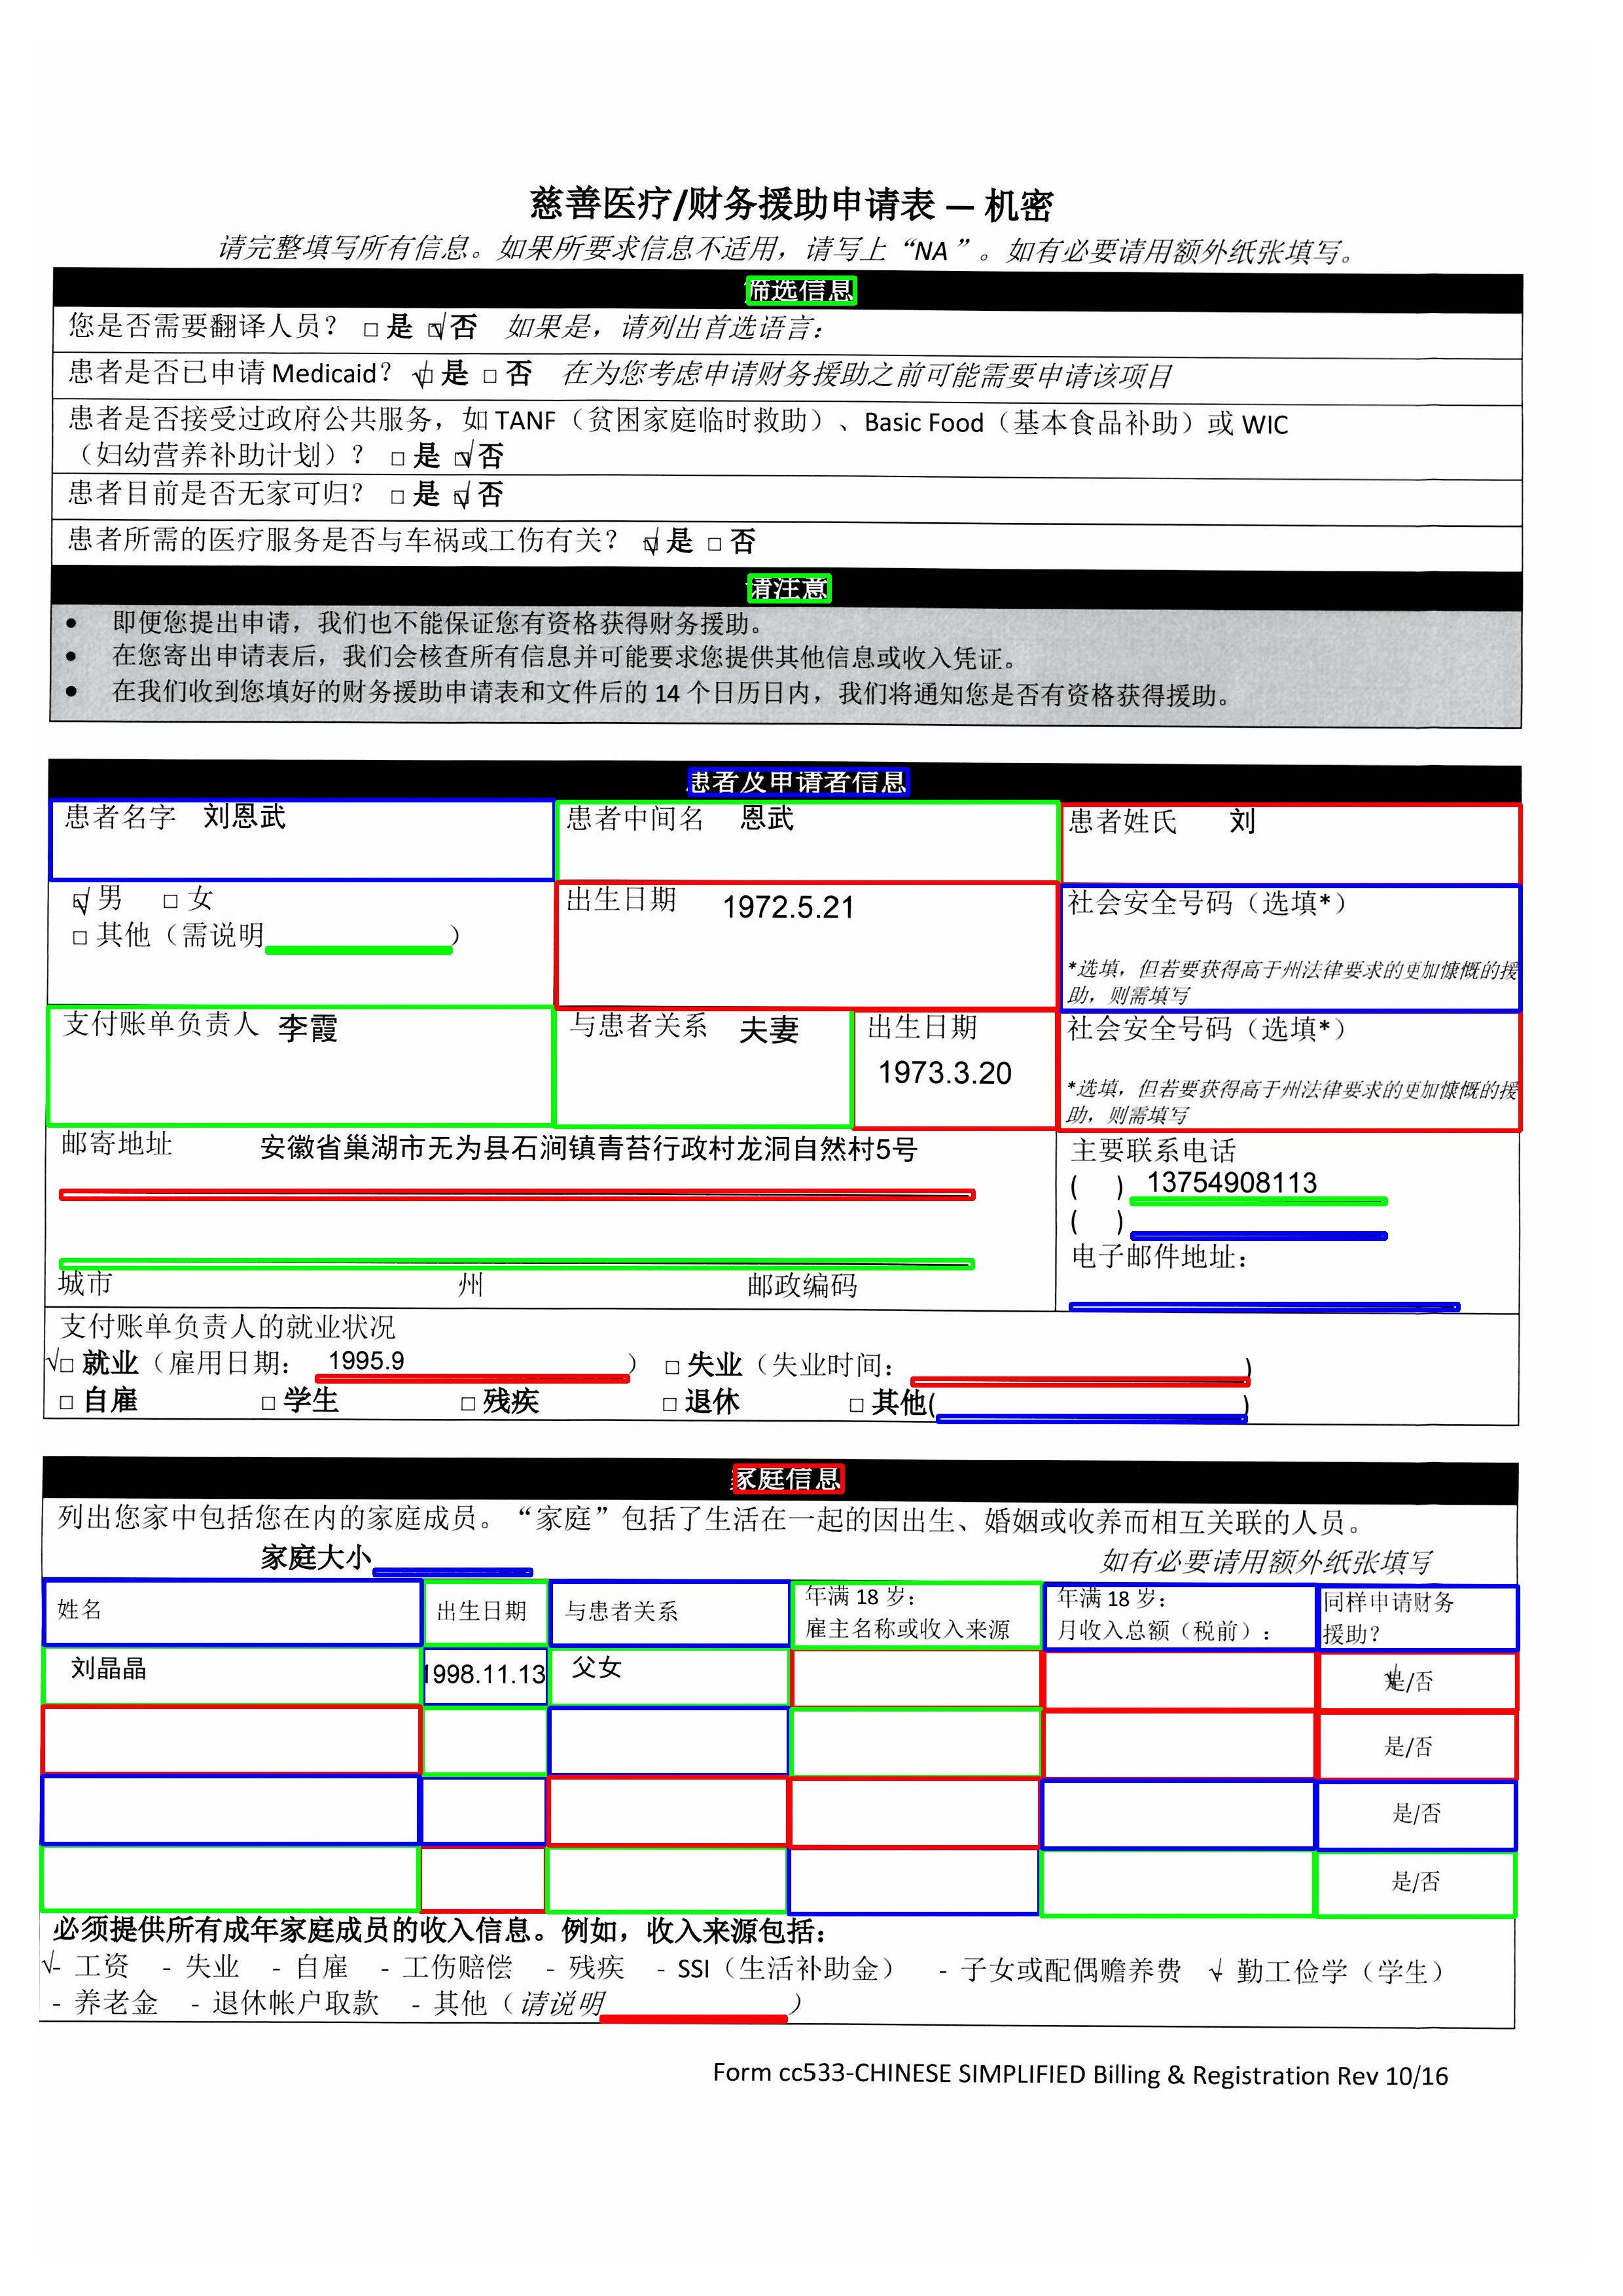 慈善医疗/财务援助申请表 — 机密
请完整填写所有信息。如果所要求信息不适用，请写上“NA”。如有必要请用额外纸张填写。
筛选信息
您是否需要翻译人员？ □ 是 ☑ 否 如果是，请列出首选语言：
患者是否已申请 Medicaid？ ☑ 是 □ 否 在为您考虑申请财务援助之前可能需要申请该项目
患者是否接受过政府公共服务，如 TANF（贫困家庭临时救助）、Basic Food（基本食品补助）或 WIC
（妇幼营养补助计划）？ □ 是 ☑ 否
患者目前是否无家可归？ □ 是 ☑ 否
患者所需的医疗服务是否与车祸或工伤有关？ ☑ 是 □ 否
请注意
• 即便您提出申请，我们也不能保证您有资格获得财务援助。
• 在您寄出申请表后，我们会核查所有信息并可能要求您提供其他信息或收入凭证。
• 在我们收到您填好的财务援助申请表和文件后的 14 个日历日内，我们将通知您是否有资格获得援助。
患者及申请者信息
患者名字 刘恩武 患者中间名 恩武 患者姓氏 刘
☑ 男 □ 女 出生日期 1972.5.21 社会安全号码（选填*）
□ 其他（需说明 ）
*选填，但若要获得高于州法律要求的更加慷慨的援
助，则需填写
支付账单负责人 李霞 与患者关系 夫妻 出生日期 社会安全号码（选填*）
1973.3.20
*选填，但若要获得高于州法律要求的更加慷慨的援
助，则需填写
邮寄地址 安徽省巢湖市无为县石涧镇青苔行政村龙洞自然村5号 主要联系电话
( ) 13754908113
( )
电子邮件地址：
城市 州 邮政编码
支付账单负责人的就业状况
√□ 就业（雇用日期： 1995.9 ） □ 失业（失业时间： )
□ 自雇 □ 学生 □ 残疾 □ 退休 □ 其他( )
家庭信息
列出您家中包括您在内的家庭成员。“家庭”包括了生活在一起的因出生、婚姻或收养而相互关联的人员。
家庭大小 如有必要请用额外纸张填写
姓名 出生日期 与患者关系 年满 18 岁： 雇主名称或收入来源 年满 18 岁： 月收入总额（税前）： 同样申请财务援助？
刘晶晶 1998.11.13 父女 √是/否
是/否
是/否
是/否
必须提供所有成年家庭成员的收入信息。例如，收入来源包括：
√- 工资 - 失业 - 自雇 - 工伤赔偿 - 残疾 - SSI（生活补助金） - 子女或配偶赡养费 √- 勤工俭学（学生）
- 养老金 - 退休帐户取款 - 其他（请说明 ）
Form cc533-CHINESE SIMPLIFIED Billing & Registration Rev 10/16